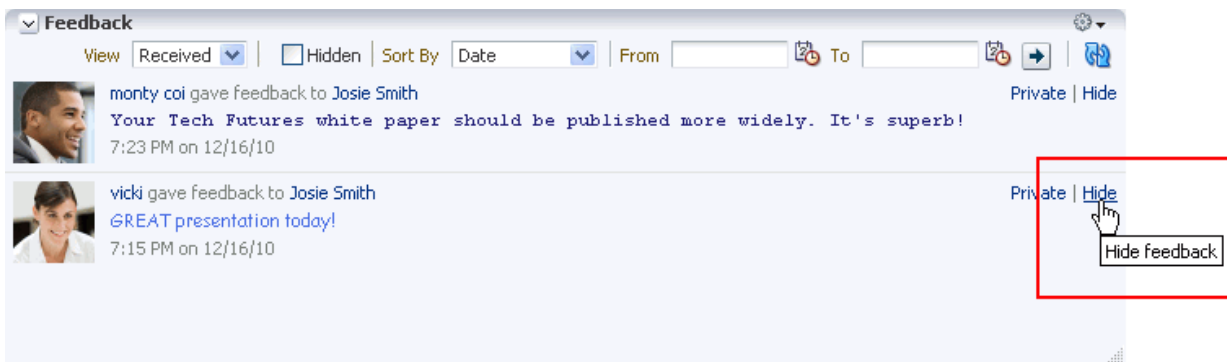 Feedback
View Received Hidden Sort By Date From To
monty coi gave feedback to Josie Smith Private | Hide
Your Tech Futures white paper should be published more widely. It's superb!
7:23 PM on 12/16/10
vicki gave feedback to Josie Smith Private | Hide
GREAT presentation today!
7:15 PM on 12/16/10
Hide feedback